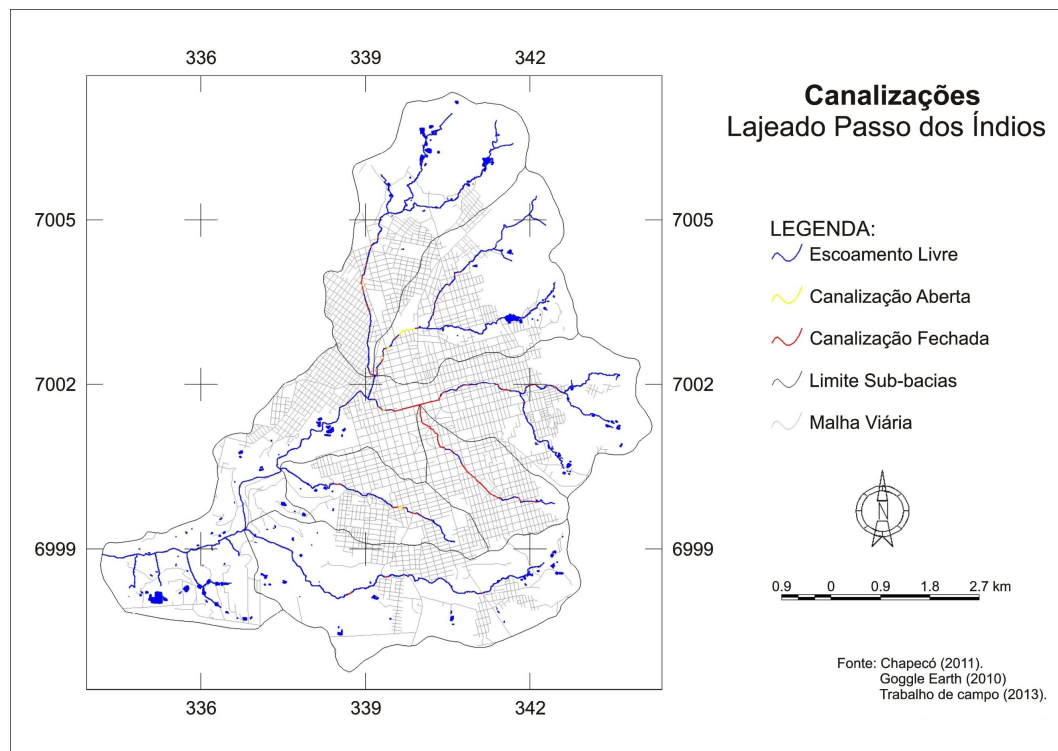 Canalizações
Lajeado Passo dos Índios
336 339 342
7005 7005
7002 7002
6999 6999
336 339 342
LEGENDA:
Escoamento Livre
Canalização Aberta
Canalização Fechada
Limite Sub-bacias
Malha Viária
N
0.9 0 0.9 1.8 2.7 km
Fonte: Chapecó (2011).
Goggle Earth (2010)
Trabalho de campo (2013).